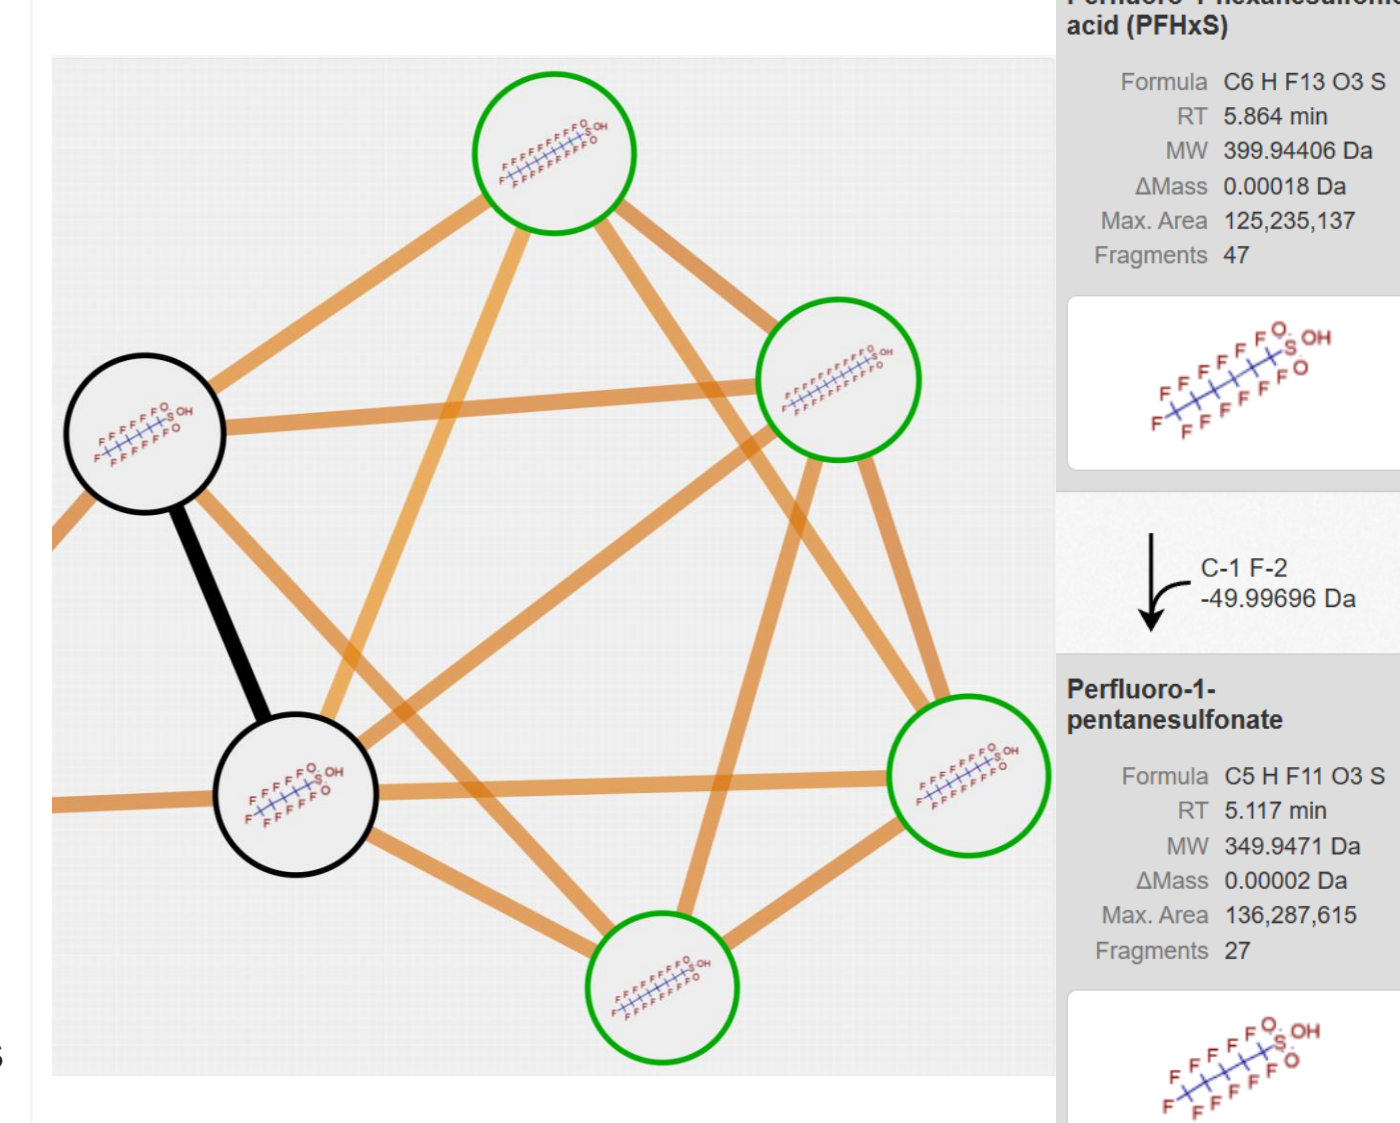 acid (PFHxS)
Formula C6 H F13 O3 S
RT 5.864 min
MW 399.94406 Da
ΔMass 0.00018 Da
Max. Area 125,235,137
Fragments 47
C-1 F-2
-49.99696 Da
Perfluoro-1-
pentanesulfonate
Formula C5 H F11 O3 S
RT 5.117 min
MW 349.9471 Da
ΔMass 0.00002 Da
Max. Area 136,287,615
Fragments 27